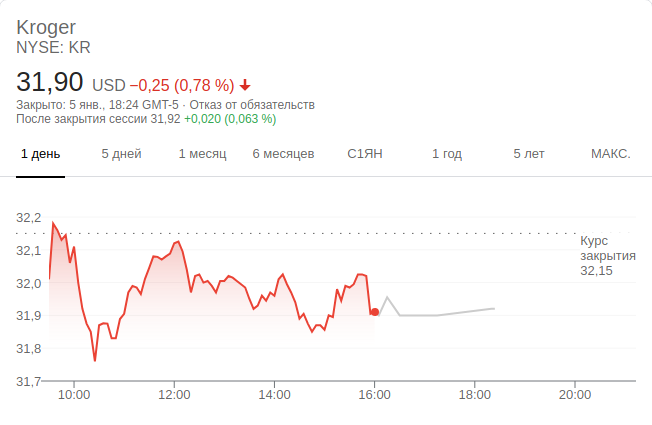 Kroger
NYSE: KR
31,90 USD −0,25 (0,78 %)
Закрыто: 5 янв., 18:24 GMT-5 · Отказ от обязательств
После закрытия сессии 31,92 +0,020 (0,063 %)
1 день 5 дней 1 месяц 6 месяцев С1ЯН 1 год 5 лет МАКС.
32,2
32,1
32,0
31,9
31,8
31,7
Курс
закрытия
32,15
10:00 12:00 14:00 16:00 18:00 20:00